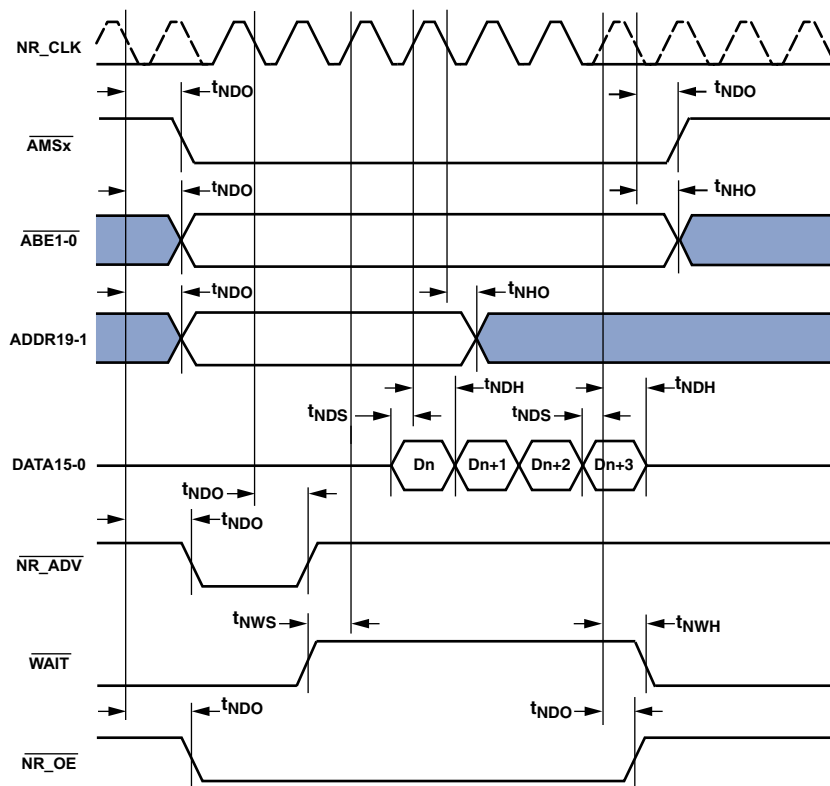 NR_CLK
tNDO
tNDO
AMSx
tNDO
tNHO
ABE1-0
tNDO
tNHO
ADDR19-1
tNDH
tNDH
tNDS
tNDS
DATA15-0
Dn
Dn+1
Dn+2
Dn+3
tNDO
tNDO
NR_ADV
tNWS
tNWH
WAIT
tNDO
tNDO
NR_OE